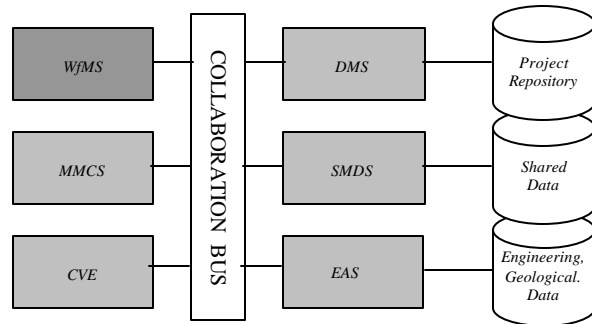 WfMS
COLLABORATION BUS
DMS
Project
Repository
MMCS
SMDS
Shared
Data
CVE
EAS
Engineering,
Geological.
Data